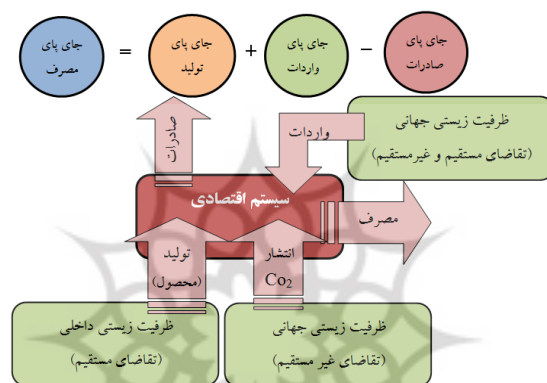 جای پای مصرف = جای پای تولید + جای پای واردات − جای پای صادرات
صادرات
واردات
ظرفیت زیستی جهانی
(تقاضای مستقیم و غیرمستقیم)
سیستم اقتصادی
مصرف
تولید
(محصول)
انتشار
Co₂
ظرفیت زیستی داخلی
(تقاضای مستقیم)
ظرفیت زیستی جهانی
(تقاضای غیر مستقیم)